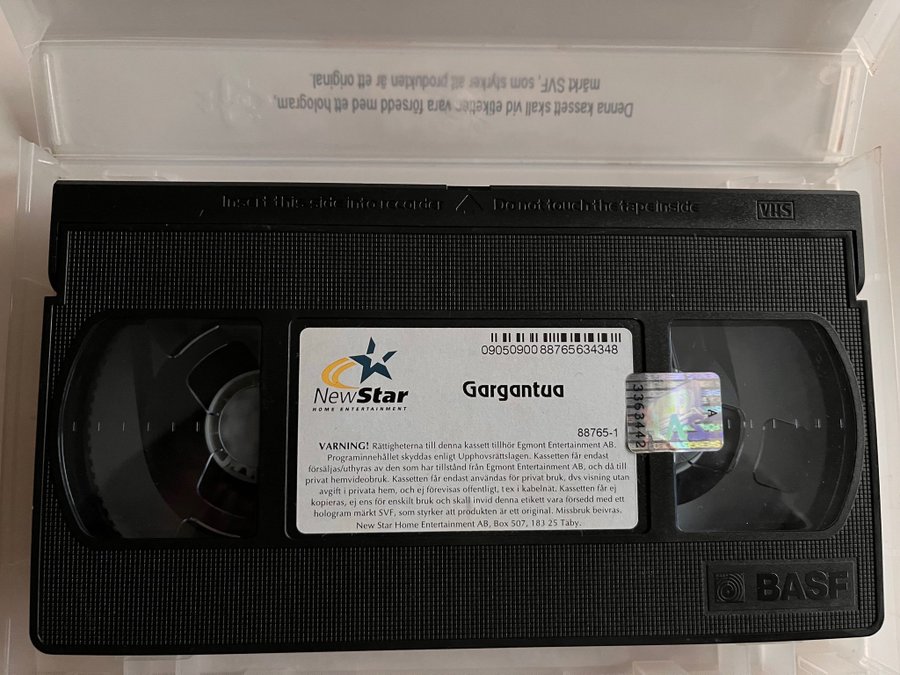 Denna kassett skall vid etiketten vara försedd med ett hologram,
märkt SVF, som styrker att produkten är ett original.
Insert this side into recorder Do not touch the tape inside VHS
09050900 88765634348
NewStar
HOME ENTERTAINMENT
Gargantua
88765-1
3363442
A
VARNING! Rättigheterna till denna kassett tillhör Egmont Entertainment AB.
Programinnehållet skyddas enligt Upphovsrättslagen. Kassetten får endast
försäljas/uthyras av den som har tillstånd från Egmont Entertainment AB, och då till
privat hemvideobruk. Kassetten får endast användas för privat bruk, dvs visning utan
avgift i privata hem, och ej förevisas offentligt, tex i kabelnät. Kassetten får ej
kopieras, ej ens för enskilt bruk och skall invid denna etikett vara försedd med ett
hologram märkt SVF, som styrker att produkten är ett original. Missbruk beivras.
New Star Home Entertainment AB, Box 507, 183 25 Täby.
BASF